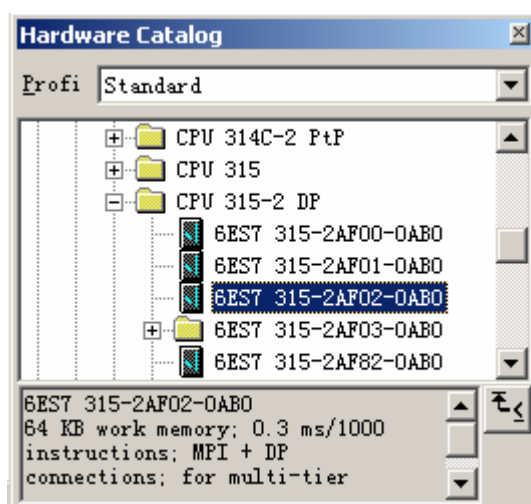 Hardware Catalog
Profi Standard
CPU 314C-2 PtP
CPU 315
CPU 315-2 DP
6ES7 315-2AF00-0AB0
6ES7 315-2AF01-0AB0
6ES7 315-2AF02-0AB0
6ES7 315-2AF03-0AB0
6ES7 315-2AF82-0AB0
6ES7 315-2AF02-0AB0
64 KB work memory; 0.3 ms/1000
instructions; MPI + DP
connections; for multi-tier